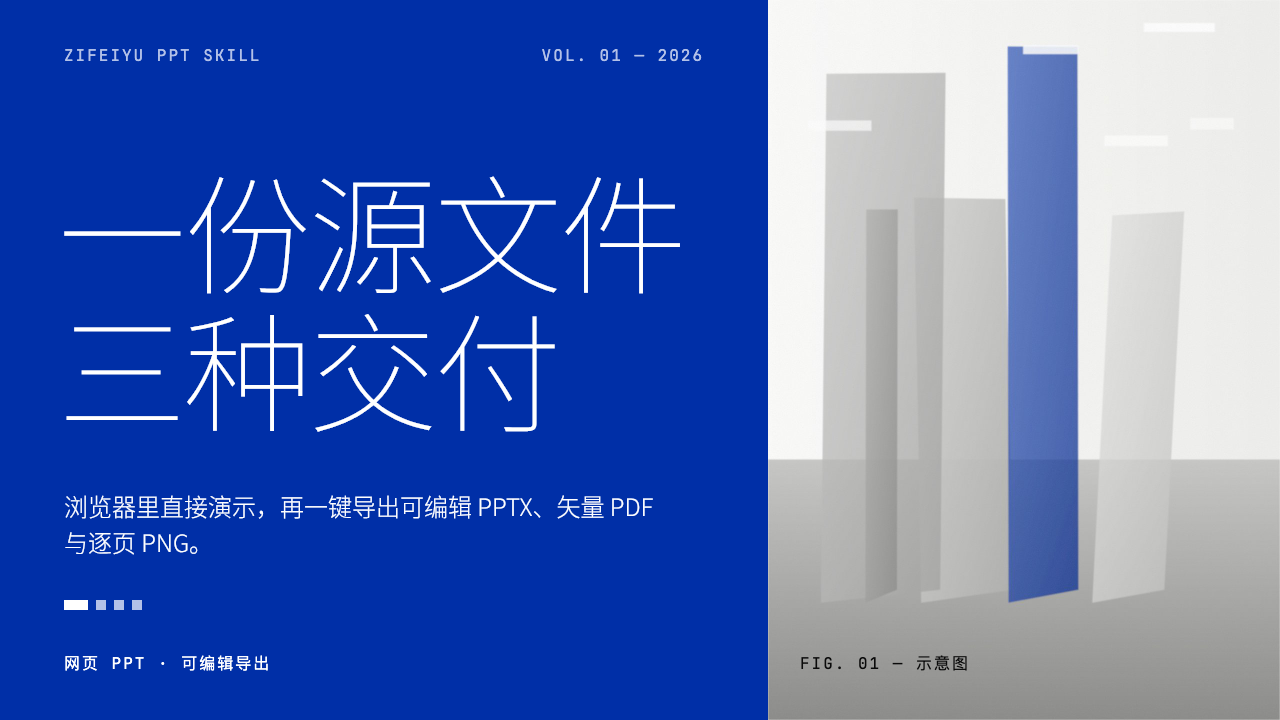 ZIFEIYU PPT SKILL
VOL. 01 — 2026
一份源文件
三种交付
浏览器里直接演示，再一键导出可编辑 PPTX、矢量 PDF
与逐页 PNG。
网页 PPT · 可编辑导出
FIG. 01 — 示意图